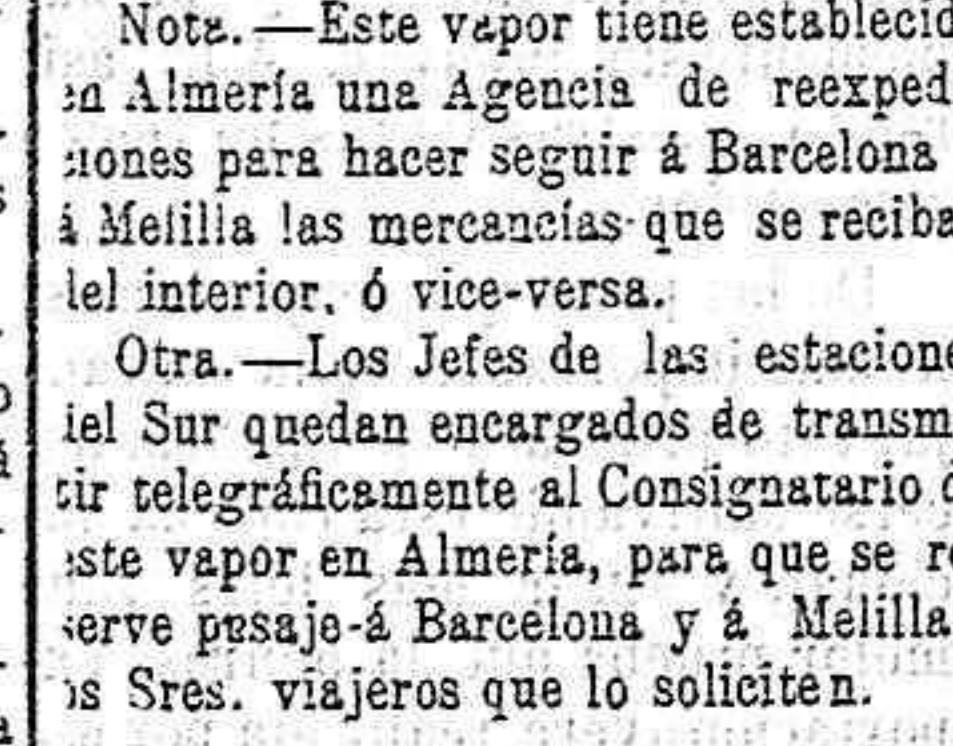 Nota.—Este vapor tiene establecid
en Almería una Agencia de reexped
ciones para hacer seguir á Barcelona
á Melilla las mercancías que se reciba
del interior, ó vice-versa.
Otra.—Los Jefes de las estacione
del Sur quedan encargados de transm
tir telegráficamente al Consignatario d
este vapor en Almería, para que se re
serve pasaje á Barcelona y á Melilla
os Sres. viajeros que lo soliciten.